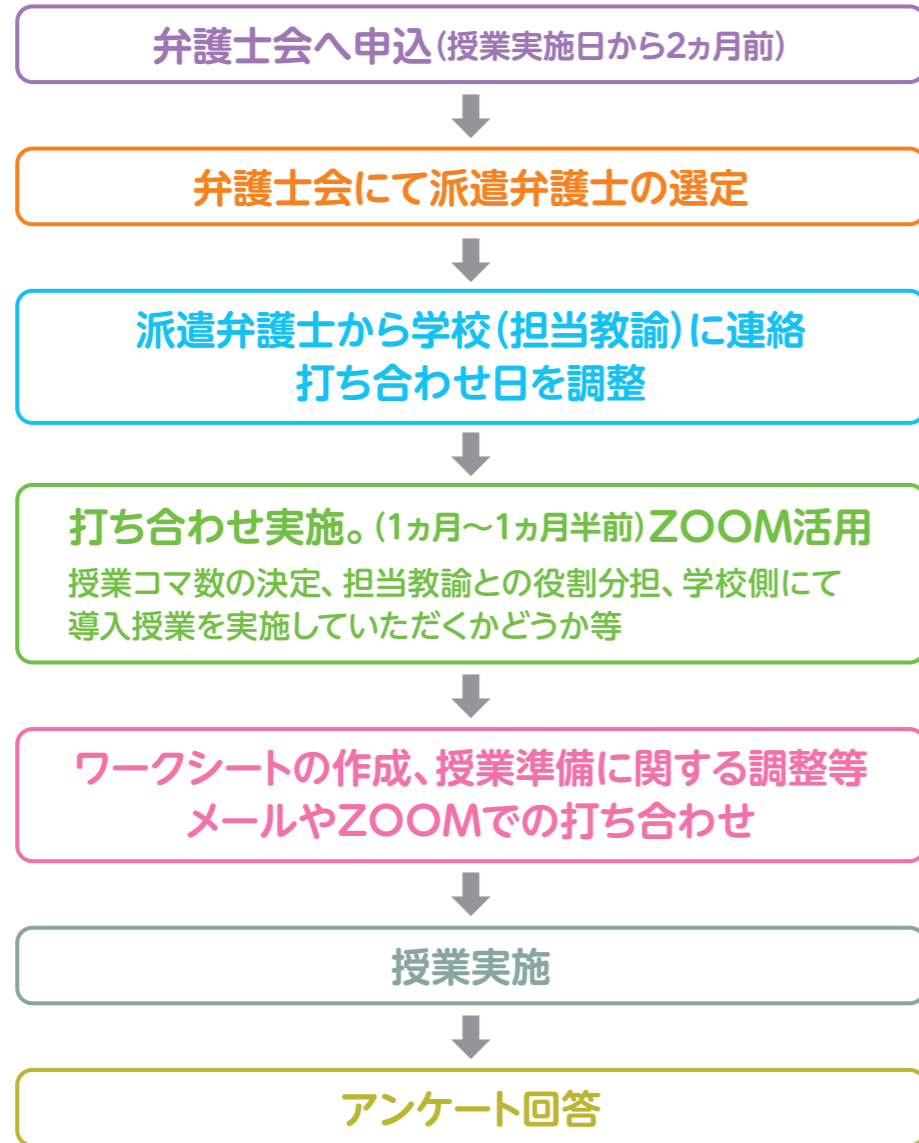 弁護士会へ申込(授業実施日から2ヵ月前)
弁護士会にて派遣弁護士の選定
派遣弁護士から学校(担当教諭)に連絡
打ち合わせ日を調整
打ち合わせ実施。(1ヵ月〜1ヵ月半前)ZOOM活用
授業コマ数の決定、担当教諭との役割分担、学校側にて
導入授業を実施していただくかどうか等
ワークシートの作成、授業準備に関する調整等
メールやZOOMでの打ち合わせ
授業実施
アンケート回答